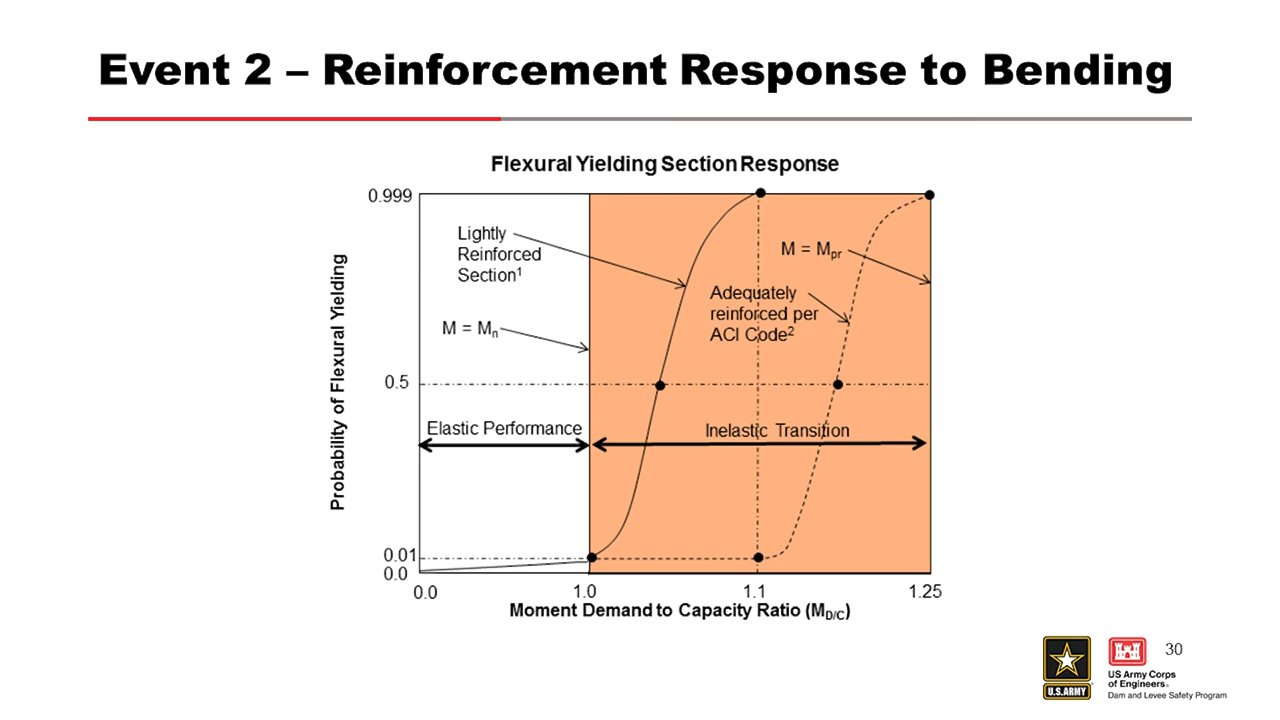 Event 2 – Reinforcement Response to Bending
Flexural Yielding Section Response
0.999
Lightly
Reinforced
Section¹
M = Mpr
Adequately
reinforced per
ACI Code²
M = Mn
0.5
Elastic Performance
Inelastic Transition
0.01
0.0
0.0
1.0
1.1
1.25
Probability of Flexural Yielding
Moment Demand to Capacity Ratio (MD/C)
U.S.ARMY
US Army Corps
of Engineers®
Dam and Levee Safety Program
30